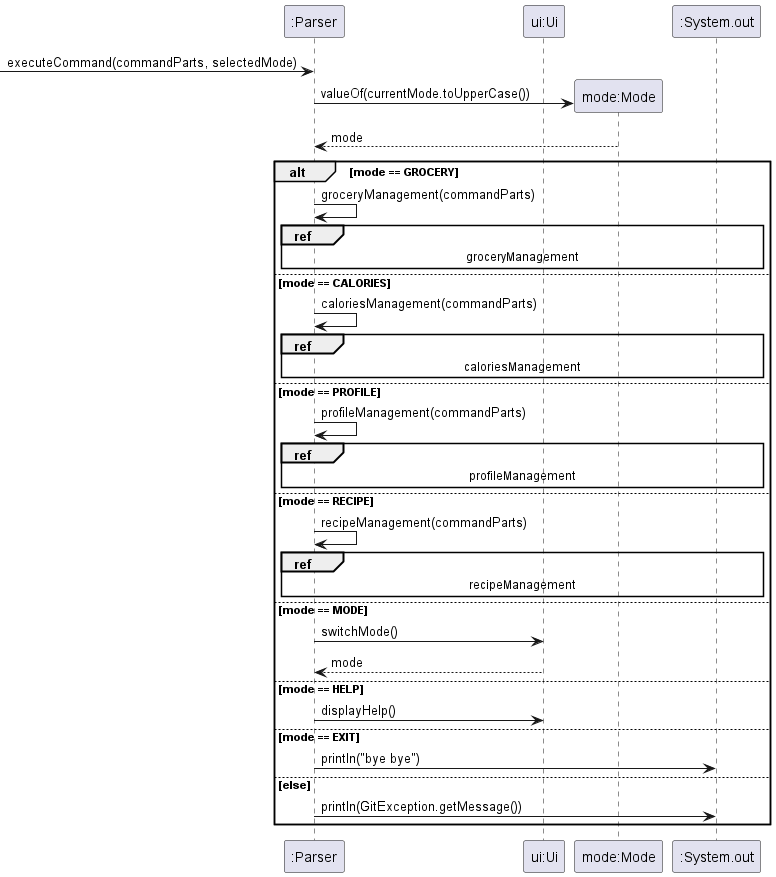 :Parser ui:Ui :System.out
executeCommand(commandParts, selectedMode)
valueOf(currentMode.toUpperCase())
mode:Mode
mode
alt [mode == GROCERY]
groceryManagement(commandParts)
ref
groceryManagement
[mode == CALORIES]
caloriesManagement(commandParts)
ref
caloriesManagement
[mode == PROFILE]
profileManagement(commandParts)
ref
profileManagement
[mode == RECIPE]
recipeManagement(commandParts)
ref
recipeManagement
[mode == MODE]
switchMode()
mode
[mode == HELP]
displayHelp()
[mode == EXIT]
println("bye bye")
[else]
println(GitException.getMessage())
:Parser ui:Ui mode:Mode :System.out